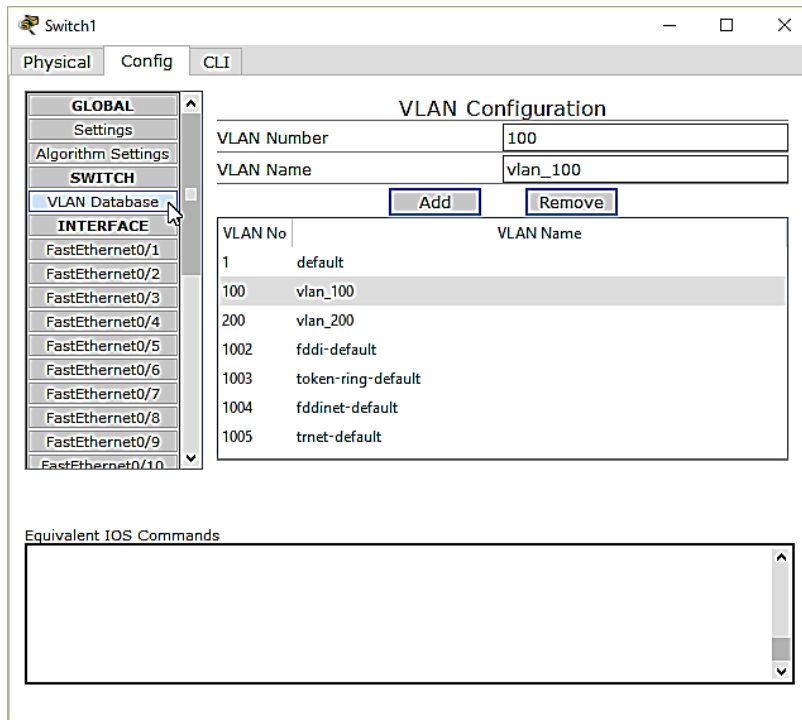 Switch1
Physical Config CLI
GLOBAL
Settings
Algorithm Settings
SWITCH
VLAN Database
INTERFACE
FastEthernet0/1
FastEthernet0/2
FastEthernet0/3
FastEthernet0/4
FastEthernet0/5
FastEthernet0/6
FastEthernet0/7
FastEthernet0/8
FastEthernet0/9
FastEthernet0/10
VLAN Configuration
VLAN Number 100
VLAN Name vlan_100
Add Remove
VLAN No VLAN Name
1 default
100 vlan_100
200 vlan_200
1002 fddi-default
1003 token-ring-default
1004 fddinet-default
1005 trnet-default
Equivalent IOS Commands